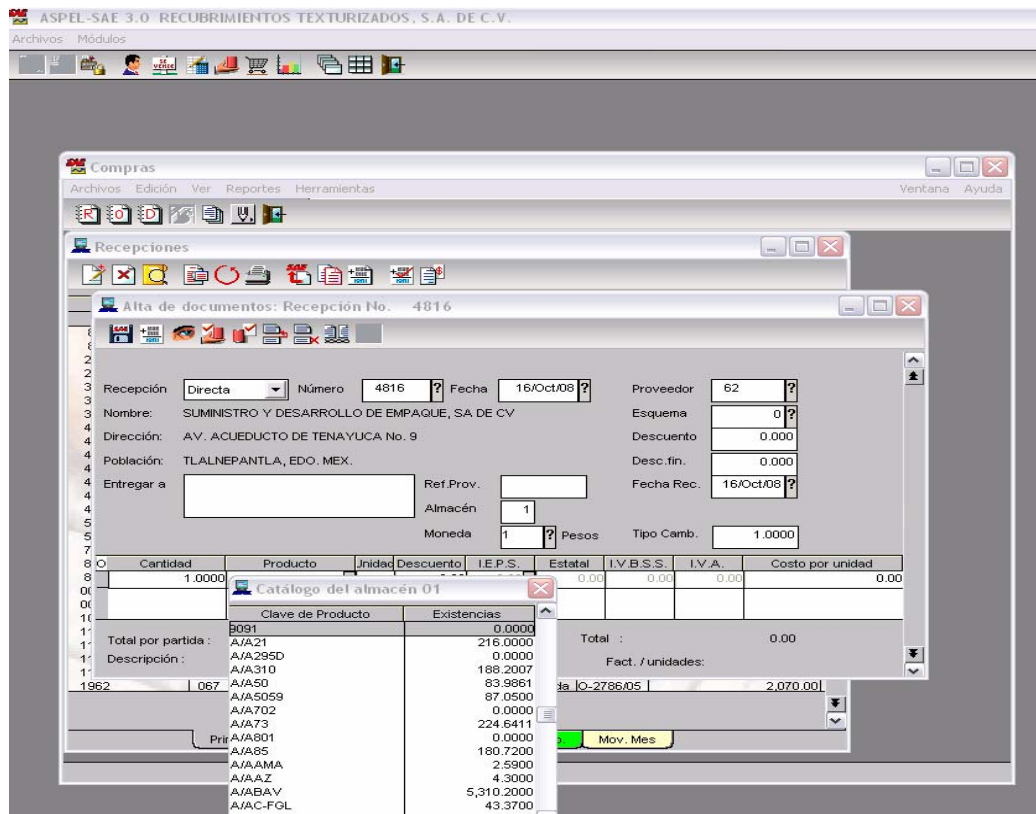 ASPEL-SAE 3.0 RECUBRIMIENTOS TEXTURIZADOS, S.A. DE C.V.
Archivos Módulos
SE VENDE
Compras
Archivos Edición Ver Reportes Herramientas Ventana Ayuda
R O D
Recepciones
Alta de documentos: Recepción No. 4816
Recepción Directa Número 4816 ? Fecha 16/Oct/08 ? Proveedor 62 ?
Nombre: SUMINISTRO Y DESARROLLO DE EMPAQUE, SA DE CV Esquema 0 ?
Dirección: AV. ACUEDUCTO DE TENAYUCA No. 9 Descuento 0.000
Población: TLALNEPANTLA, EDO. MEX. Desc.fin. 0.000
Entregar a Ref.Prov. Fecha Rec. 16/Oct/08 ?
Almacén 1
Moneda 1 ? Pesos Tipo Camb. 1.0000
O Cantidad Producto Unidad Descuento I.E.P.S. Estatal I.V.B.S.S. I.V.A. Costo por unidad
1.0000 0.00 0.00 0.00 0.00
Catálogo del almacén 01
Clave de Producto Existencias
9091 0.0000
A/A21 216.0000
A/A295D 0.0000
A/A310 188.2007
A/A50 83.9861
A/A5059 87.0500
A/A702 0.0000
A/A73 224.6411
A/A801 0.0000
A/A85 180.7200
A/AAMA 2.5900
A/AAZ 4.3000
A/ABAV 5,310.2000
A/AC-FGL 43.3700
Total por partida : Total : 0.00
Descripción : Fact. / unidades:
1962 067 da O-2786/05 2,070.00
Mov. Mes